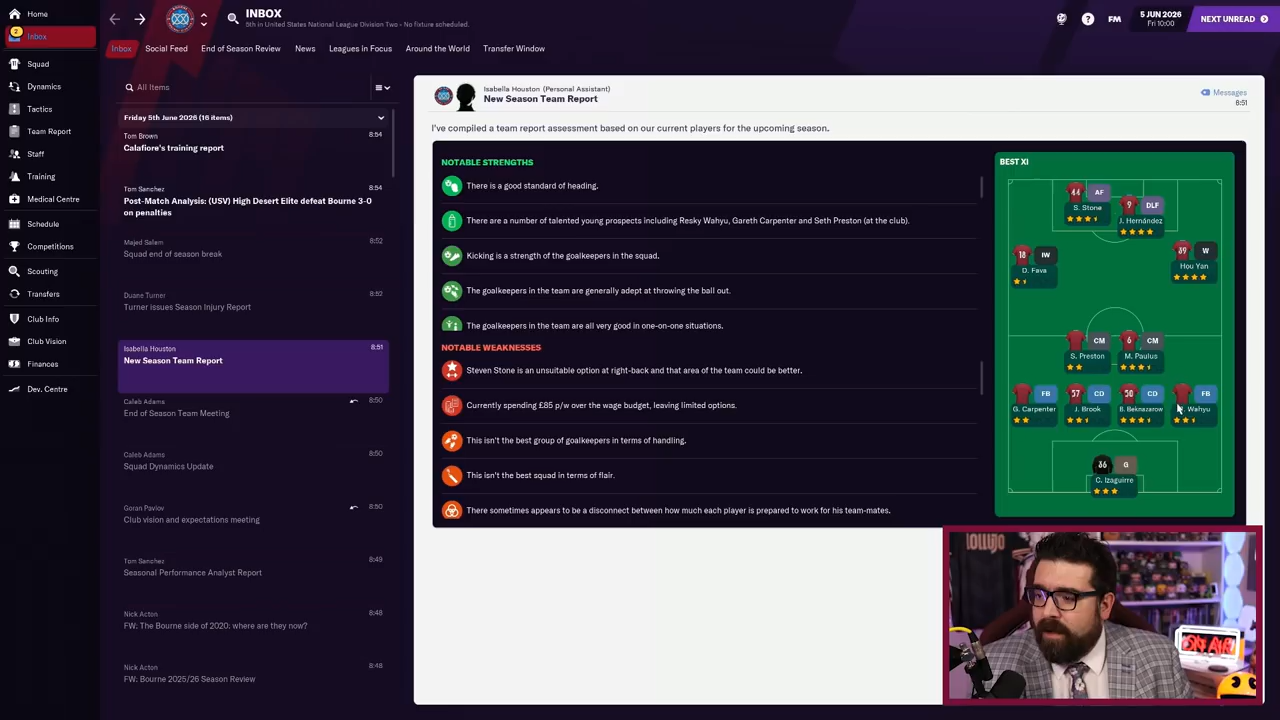 Home
2
Inbox
Squad
Dynamics
Tactics
Team Report
Staff
Training
Medical Centre
Schedule
Competitions
Scouting
Transfers
Club Info
Club Vision
Finances
Dev. Centre
INBOX
5th in United States National League Division Two - No fixture scheduled.
FM
5 JUN 2026
Fri 10:00
NEXT UNREAD
Inbox
Social Feed
End of Season Review
News
Leagues in Focus
Around the World
Transfer Window
All Items
Friday 5th June 2026 (16 items)
Tom Brown
8:54
Calafiore's training report
Tom Sanchez
8:54
Post-Match Analysis: (USV) High Desert Elite defeat Bourne 3-0
on penalties
Majed Salem
8:52
Squad end of season break
Duane Turner
8:52
Turner issues Season Injury Report
Isabella Houston
8:51
New Season Team Report
Caleb Adams
8:50
End of Season Team Meeting
Caleb Adams
8:50
Squad Dynamics Update
Goran Pavlov
8:50
Club vision and expectations meeting
Tom Sanchez
8:49
Seasonal Performance Analyst Report
Nick Acton
8:48
FW: The Bourne side of 2020; where are they now?
Nick Acton
8:48
FW: Bourne 2025/26 Season Review
Isabella Houston (Personal Assistant)
New Season Team Report
Messages
8:51
I've compiled a team report assessment based on our current players for the upcoming season.
NOTABLE STRENGTHS
There is a good standard of heading.
There are a number of talented young prospects including Resky Wahyu, Gareth Carpenter and Seth Preston (at the club).
Kicking is a strength of the goalkeepers in the squad.
The goalkeepers in the team are generally adept at throwing the ball out.
The goalkeepers in the team are all very good in one-on-one situations.
NOTABLE WEAKNESSES
Steven Stone is an unsuitable option at right-back and that area of the team could be better.
Currently spending £85 p/w over the wage budget, leaving limited options.
This isn't the best group of goalkeepers in terms of handling.
This isn't the best squad in terms of flair.
There sometimes appears to be a disconnect between how much each player is prepared to work for his team-mates.
BEST XI
44 AF
S. Stone
9 DLF
J. Hernández
18 IW
D. Fava
39 W
Hou Yan
CM
S. Preston
6 CM
M. Paulus
FB
G. Carpenter
57 CD
J. Brook
50 CD
B. Beknazarow
FB
Wahyu
36 G
C. Izaguirre
lollujo
ON AIR